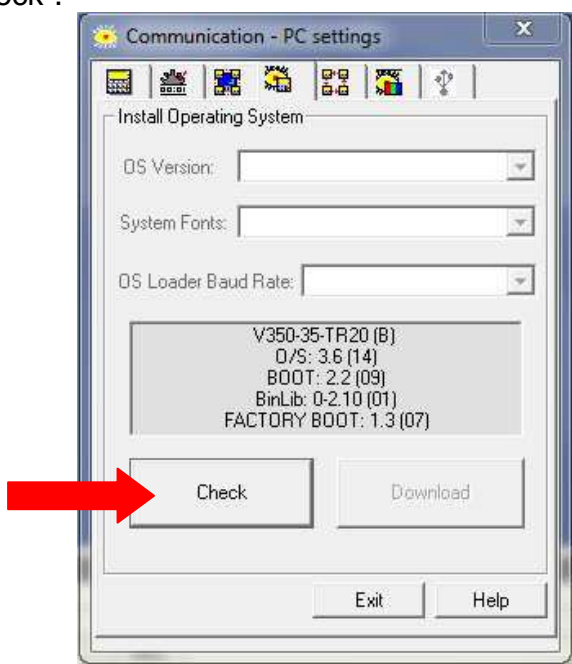 Communication - PC settings
Install Operating System
OS Version:
System Fonts:
OS Loader Baud Rate:
V350-35-TR20 (B)
O/S: 3.6 (14)
BOOT: 2.2 (09)
BinLib: 0-2.10 (01)
FACTORY BOOT: 1.3 (07)
Check
Download
Exit
Help